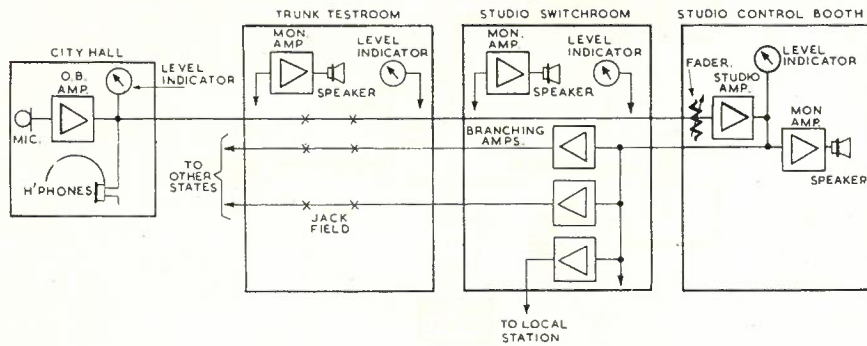 CITY HALL
O.B.
AMP.
LEVEL
INDICATOR
MIC.
H'PHONES
TRUNK TESTROOM
MON.
AMP.
SPEAKER
LEVEL
INDICATOR
TO
OTHER
STATES
JACK
FIELD
STUDIO SWITCHROOM
MON.
AMP.
SPEAKER
LEVEL
INDICATOR
BRANCHING
AMPS.
TO LOCAL
STATION
STUDIO CONTROL BOOTH
FADER.
STUDIO
AMP.
LEVEL
INDICATOR
MON
AMP.
SPEAKER